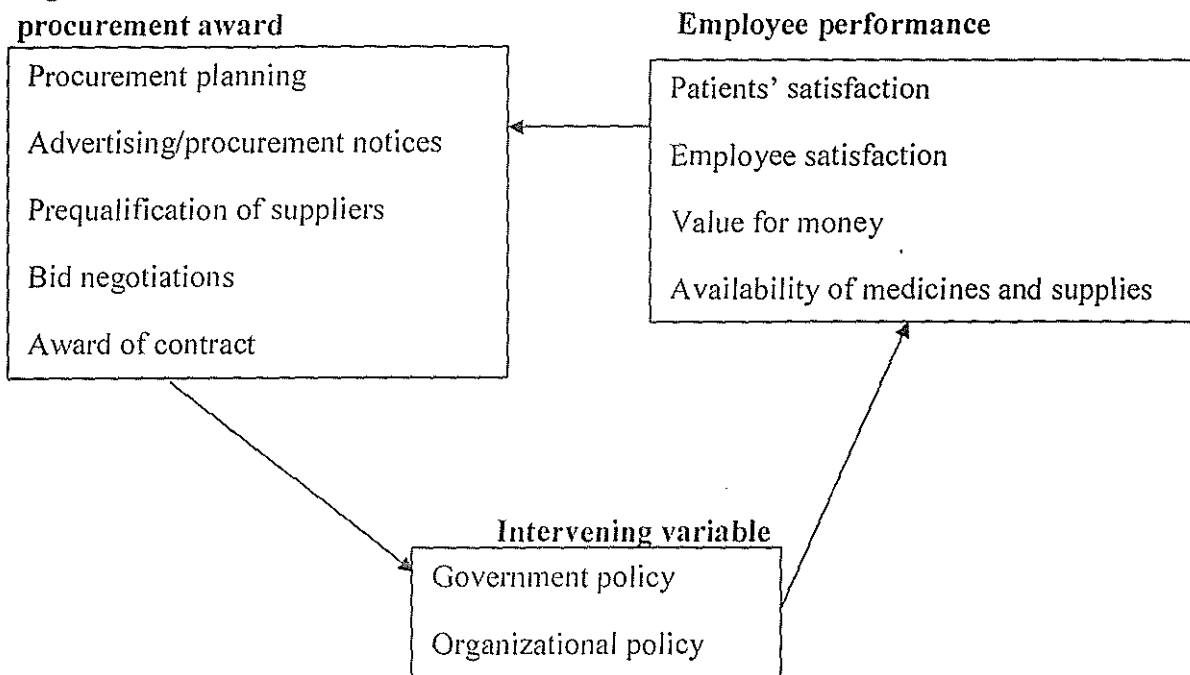 procurement award
Procurement planning
Advertising/procurement notices
Prequalification of suppliers
Bid negotiations
Award of contract
Employee performance
Patients' satisfaction
Employee satisfaction
Value for money
Availability of medicines and supplies
Intervening variable
Government policy
Organizational policy